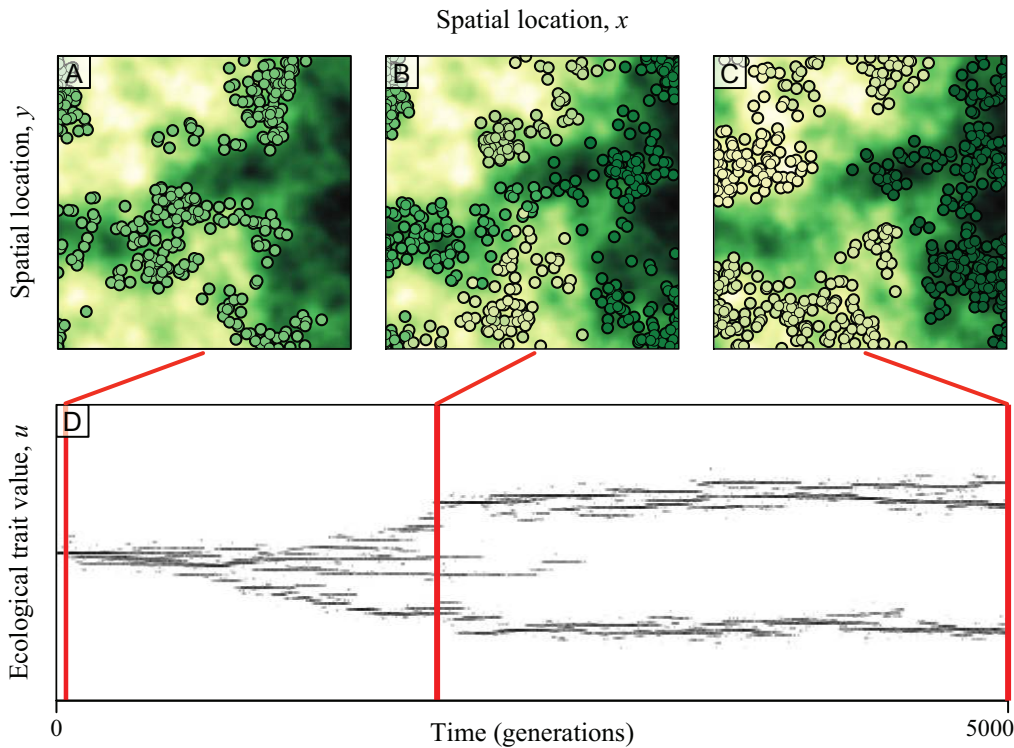 Spatial location, x
Spatial location, y
A
B
C
D
Ecological trait value, u
0
Time (generations)
5000